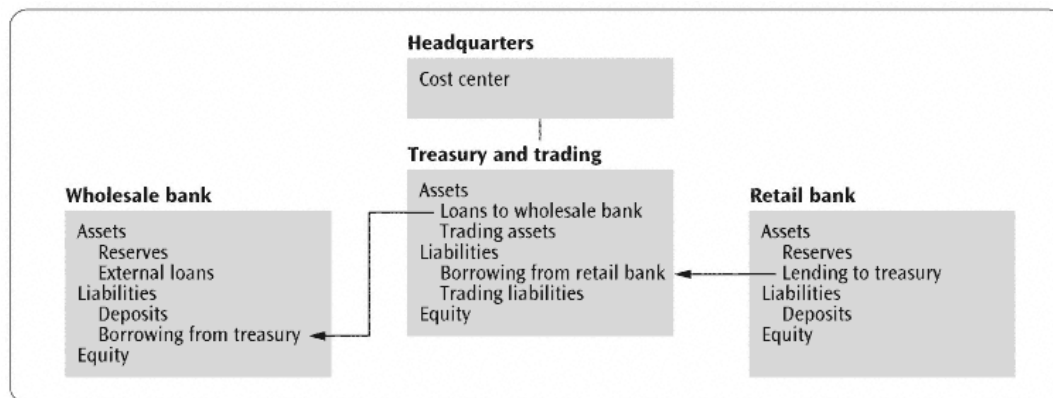 Headquarters
Cost center
Treasury and trading
Assets
Loans to wholesale bank
Trading assets
Liabilities
Borrowing from retail bank
Trading liabilities
Equity
Wholesale bank
Assets
Reserves
External loans
Liabilities
Deposits
Borrowing from treasury
Equity
Retail bank
Assets
Reserves
Lending to treasury
Liabilities
Deposits
Equity